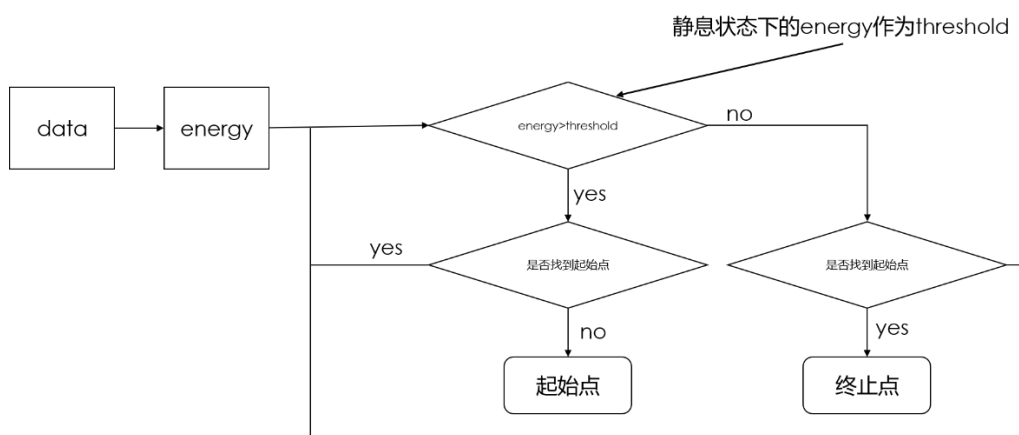 静息状态下的energy作为threshold
data
energy
energy>threshold
no
yes
yes
是否找到起始点
是否找到起始点
no
yes
起始点
终止点